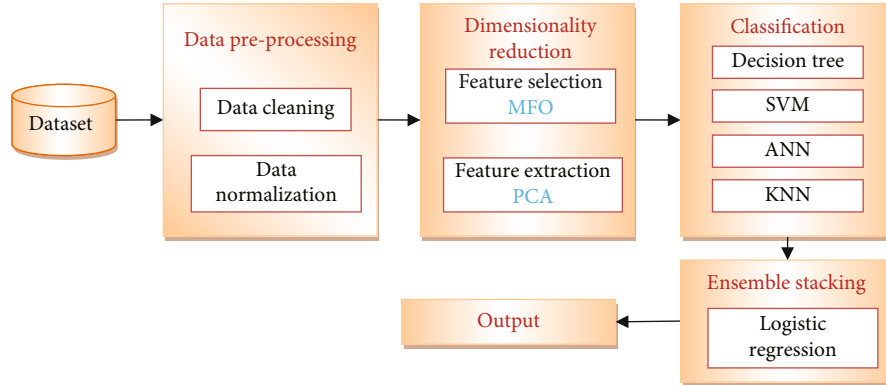 Dataset
Data pre-processing
Data cleaning
Data
normalization
Dimensionality
reduction
Feature selection
MFO
Feature extraction
PCA
Classification
Decision tree
SVM
ANN
KNN
Ensemble stacking
Logistic
regression
Output